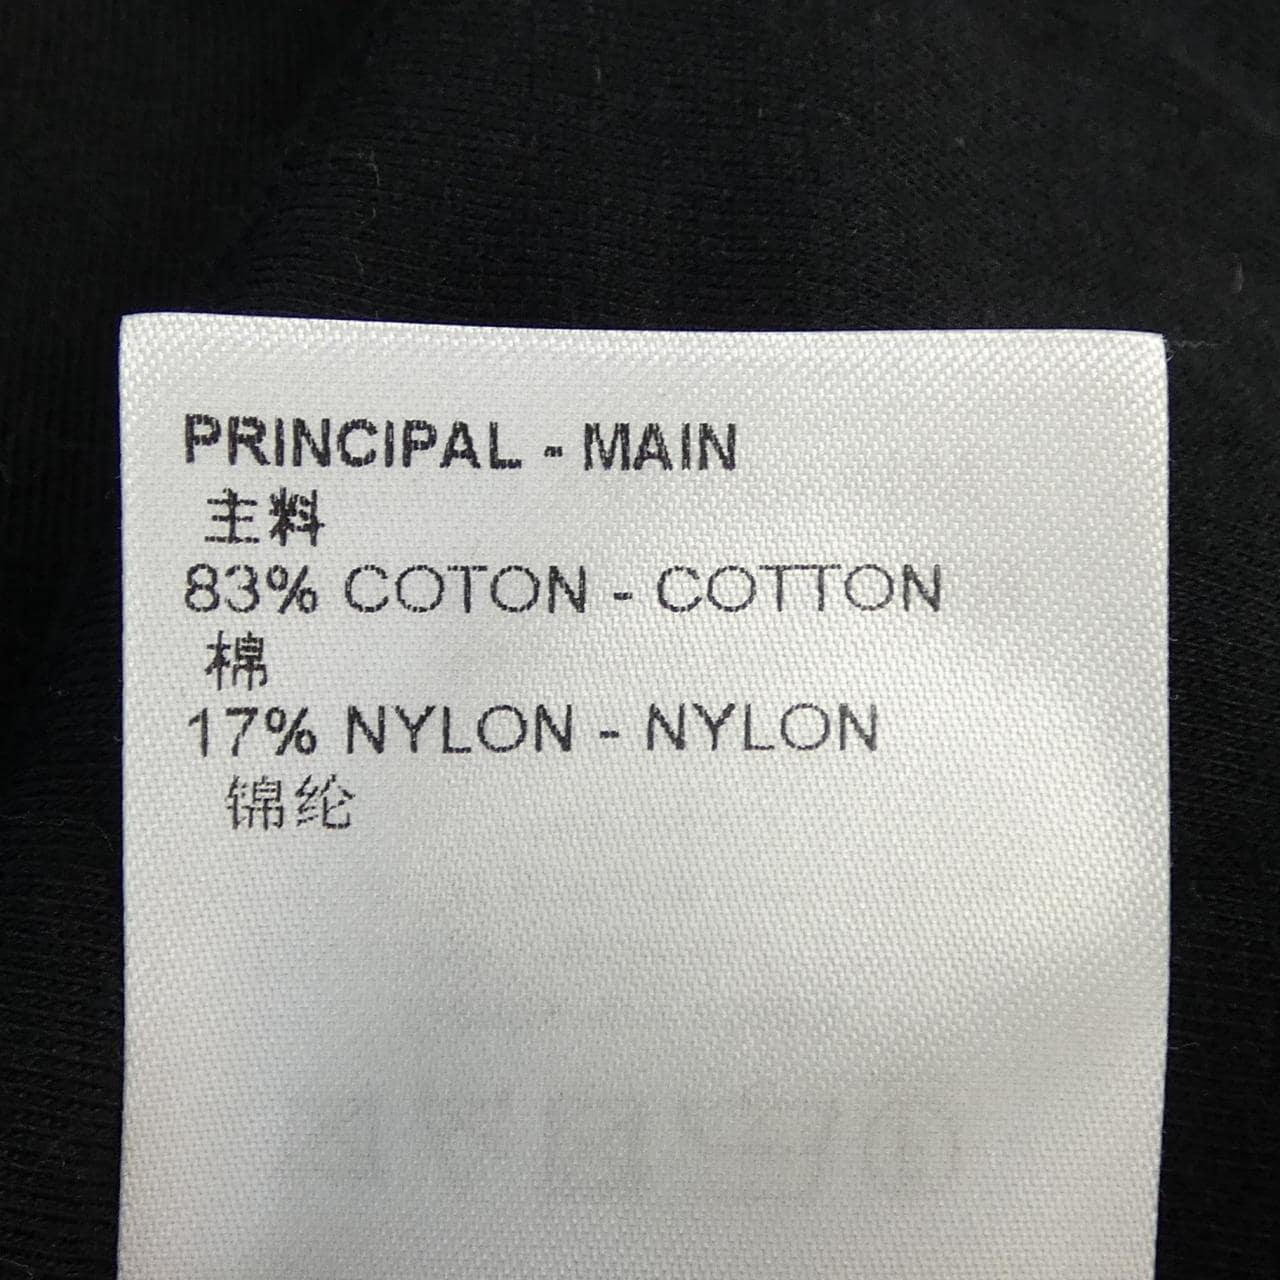 PRINCIPAL - MAIN
主料
83% COTON - COTTON
棉
17% NYLON - NYLON
锦纶